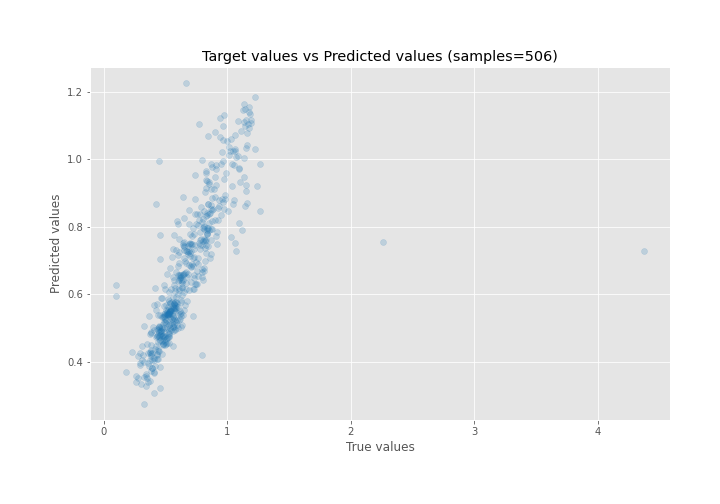 Target values vs Predicted values (samples=506)
1.2
1.0
0.8
0.6
0.4
Predicted values
0 1 2 3 4
True values